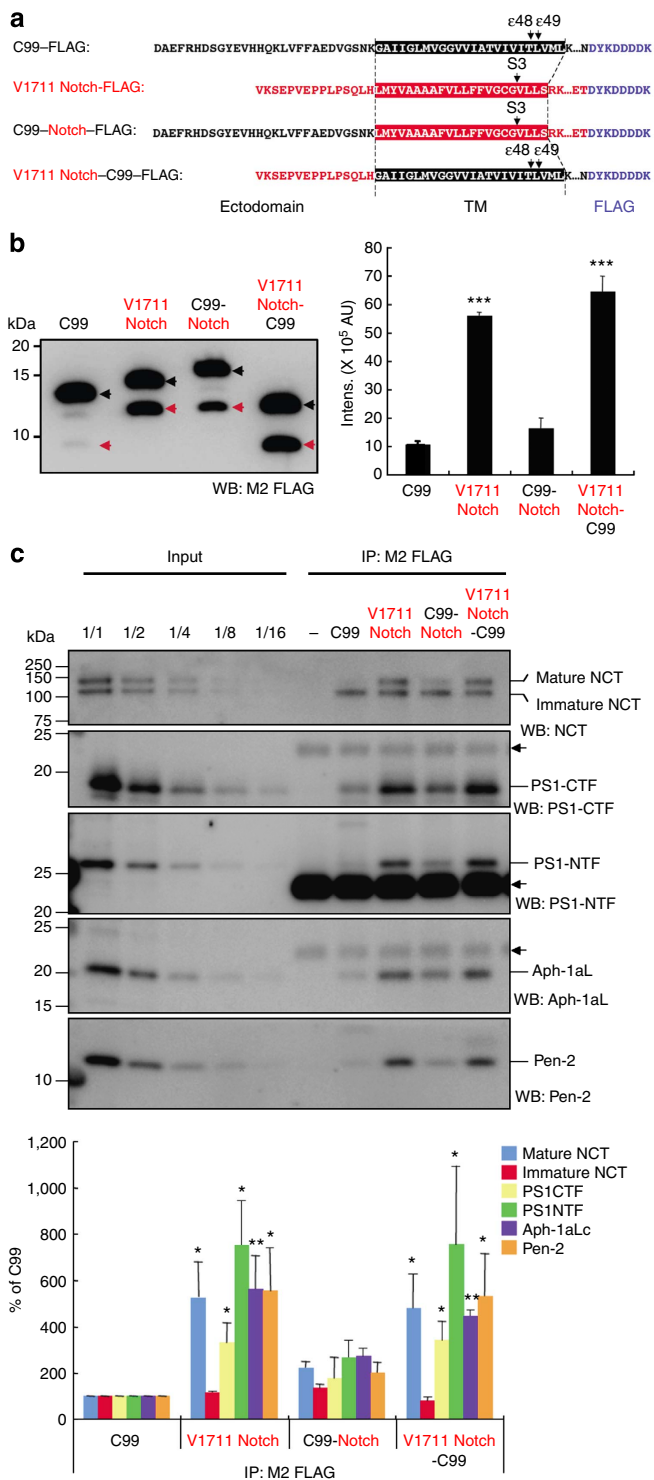 a
ε48 ε49
C99–FLAG: DAEFRHDSGYEVHHQKLVFFAEDVGSNKGAIIGLMVGGVVIATVIVITLVMLK…NDYKDDDDK
S3
V1711 Notch-FLAG: VKSEPVEPPLPSQLHLMYVAAAAFVLLFFVGCGVLLSRK…ETDYKDDDDK
S3
C99–Notch–FLAG: DAEFRHDSGYEVHHQKLVFFAEDVGSNKLMYVAAAAFVLLFFVGCGVLLSRK…ETDYKDDDDK
ε48 ε49
V1711 Notch–C99–FLAG: VKSEPVEPPLPSQLHGAIIGLMVGGVVIATVIVITLVMLK…NDYKDDDDK
Ectodomain TM FLAG
b
kDa C99 V1711 Notch C99-Notch V1711 Notch-C99
20
15
10
WB: M2 FLAG
Intens. (X 10⁵ AU)
80
70
60
50
40
30
20
10
0
*** ***
C99 V1711 Notch C99-Notch V1711 Notch-C99
c
Input IP: M2 FLAG
kDa 1/1 1/2 1/4 1/8 1/16 – C99 V1711 Notch C99-Notch V1711 Notch -C99
250
150
100
75
Mature NCT
Immature NCT
WB: NCT
25
20
PS1-CTF
WB: PS1-CTF
25
20
PS1-NTF
WB: PS1-NTF
25
20
15
Aph-1aL
WB: Aph-1aL
10
Pen-2
WB: Pen-2
% of C99
1,200
1,000
800
600
400
200
0
Mature NCT
Immature NCT
PS1CTF
PS1NTF
Aph-1aLc
Pen-2
* * * ** *
* * * ** *
C99 V1711 Notch C99-Notch V1711 Notch -C99
IP: M2 FLAG